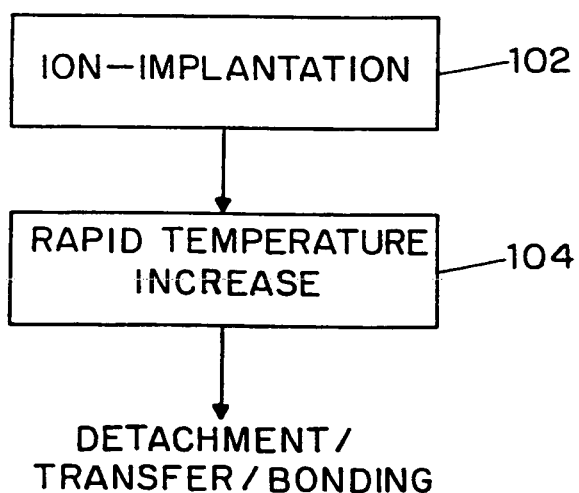 ION-IMPLANTATION
102
RAPID TEMPERATURE
INCREASE
104
DETACHMENT/
TRANSFER/BONDING